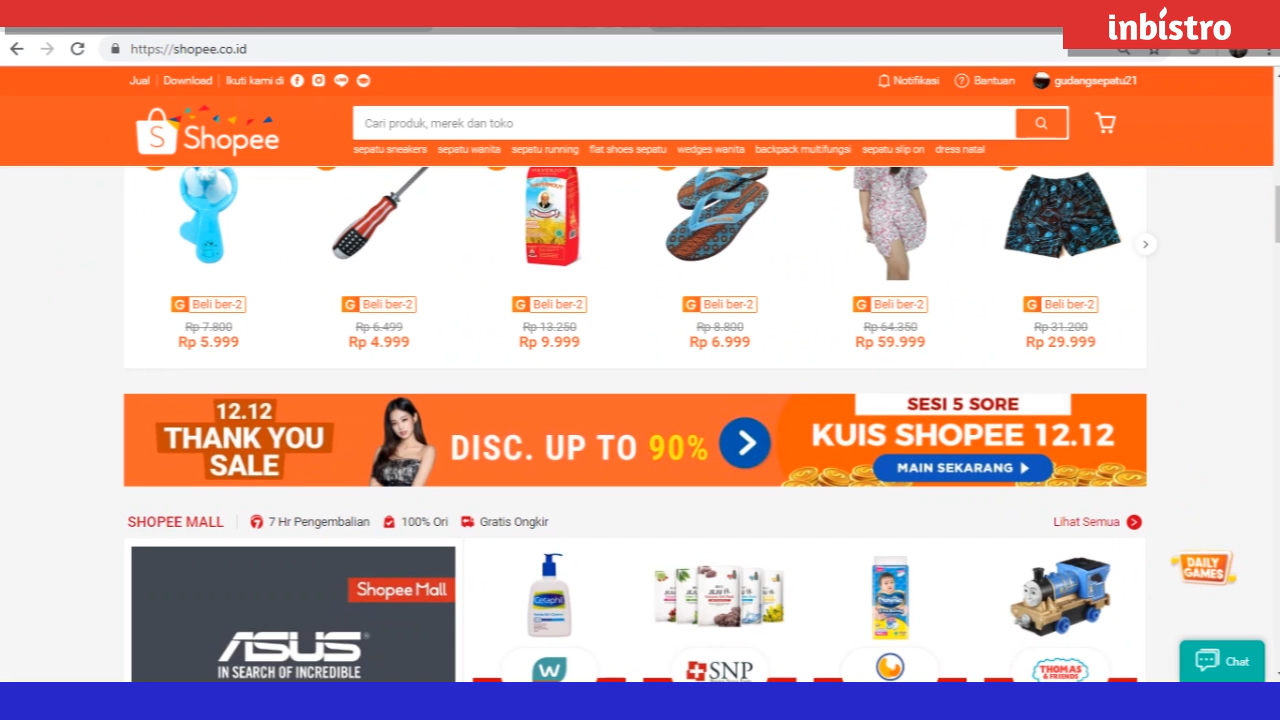 inbistro
https://shopee.co.id
Jual Download Ikuti kami di
Notifikasi Bantuan gudangsepatu21
Shopee
Cari produk, merek dan toko
sepatu sneakers sepatu wanita sepatu running flat shoes sepatu wedges wanita backpack multifungsi sepatu slip on dress natal
G Beli ber-2 G Beli ber-2 G Beli ber-2 G Beli ber-2 G Beli ber-2 G Beli ber-2
Rp 7.800 Rp 6.499 Rp 13.250 Rp 8.800 Rp 64.350 Rp 31.200
Rp 5.999 Rp 4.999 Rp 9.999 Rp 6.999 Rp 59.999 Rp 29.999
12.12
THANK YOU
SALE
DISC. UP TO 90%
SESI 5 SORE
KUIS SHOPEE 12.12
MAIN SEKARANG
SHOPEE MALL 7 Hr Pengembalian 100% Ori Gratis Ongkir
Lihat Semua
Shopee Mall
ASUS
IN SEARCH OF INCREDIBLE
Cetaphil
SNP
THOMAS
& FRIENDS
DAILY
GAMES
Chat